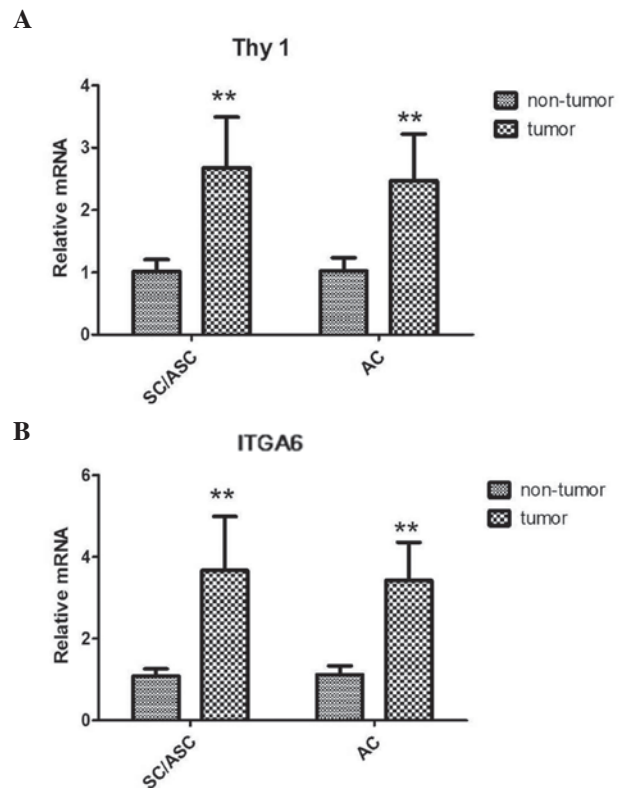 A
Thy 1
Relative mRNA
4
3
2
1
0
**
**
SC/ASC
AC
non-tumor
tumor
B
ITGA6
Relative mRNA
6
4
2
0
**
**
SC/ASC
AC
non-tumor
tumor